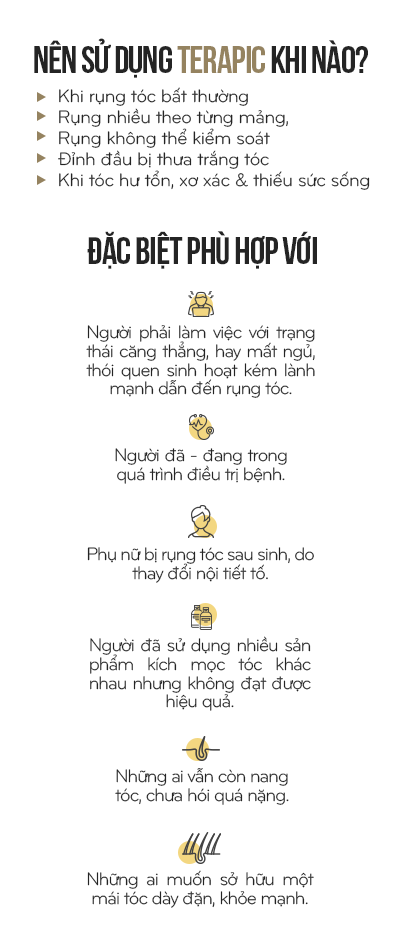 NÊN SỬ DỤNG TERAPIC KHI NÀO?
Khi rụng tóc bất thường
Rụng nhiều theo từng mảng,
Rụng không thể kiểm soát
Đỉnh đầu bị thưa trắng tóc
Khi tóc hư tổn, xơ xác & thiếu sức sống
ĐẶC BIỆT PHÙ HỢP VỚI
Người phải làm việc với trạng
thái căng thẳng, hay mất ngủ,
thói quen sinh hoạt kém lành
mạnh dẫn đến rụng tóc.
Người đã - đang trong
quá trình điều trị bệnh.
Phụ nữ bị rụng tóc sau sinh, do
thay đổi nội tiết tố.
Người đã sử dụng nhiều sản
phẩm kích mọc tóc khác
nhau nhưng không đạt được
hiệu quả.
Những ai vẫn còn nang
tóc, chưa hói quá nặng.
Những ai muốn sở hữu một
mái tóc dày đặn, khỏe mạnh.